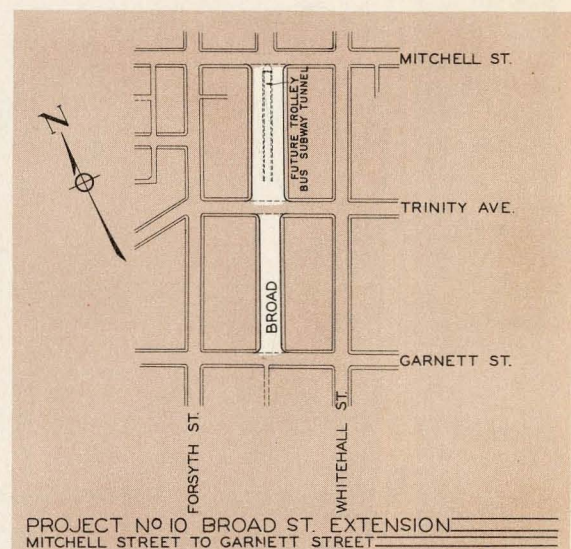 MITCHELL ST.
FUTURE TROLLEY
BUS SUBWAY TUNNEL
N
TRINITY AVE.
BROAD
GARNETT ST.
FORSYTH ST.
WHITEHALL ST.
PROJECT Nº 10 BROAD ST. EXTENSION
MITCHELL STREET TO GARNETT STREET